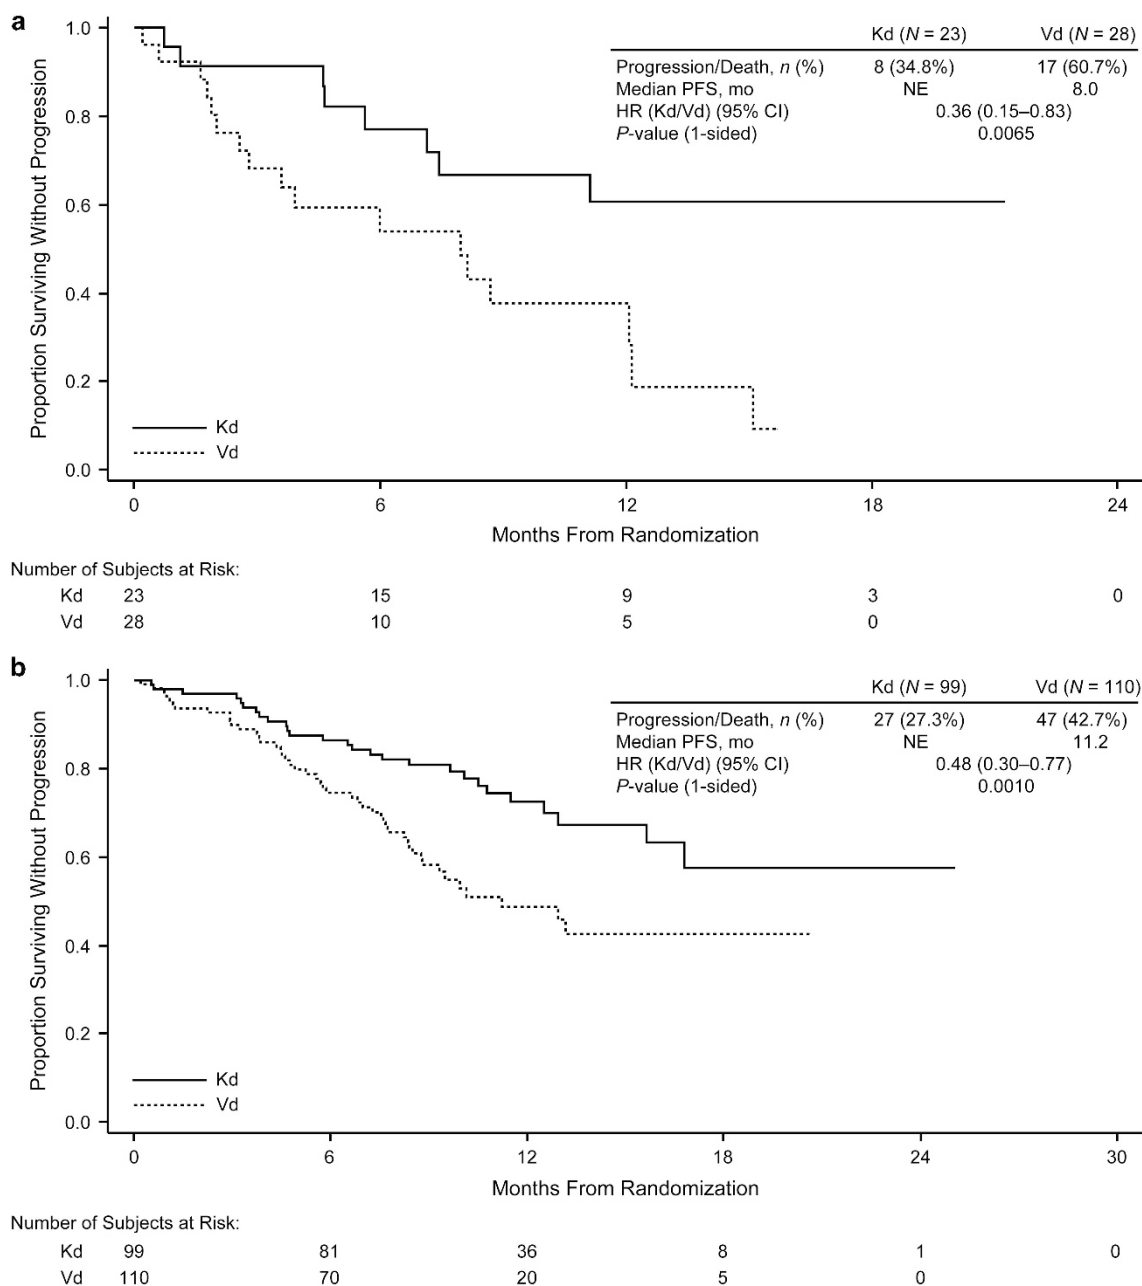 a
Kd (N = 23) Vd (N = 28)
Progression/Death, n (%) 8 (34.8%) 17 (60.7%)
Median PFS, mo NE 8.0
HR (Kd/Vd) (95% CI) 0.36 (0.15–0.83)
P-value (1-sided) 0.0065
Proportion Surviving Without Progression
1.0
0.8
0.6
0.4
0.2
0.0
Kd
Vd
0 6 12 18 24
Months From Randomization
Number of Subjects at Risk:
Kd 23 15 9 3 0
Vd 28 10 5 0
b
Kd (N = 99) Vd (N = 110)
Progression/Death, n (%) 27 (27.3%) 47 (42.7%)
Median PFS, mo NE 11.2
HR (Kd/Vd) (95% CI) 0.48 (0.30–0.77)
P-value (1-sided) 0.0010
Proportion Surviving Without Progression
1.0
0.8
0.6
0.4
0.2
0.0
Kd
Vd
0 6 12 18 24 30
Months From Randomization
Number of Subjects at Risk:
Kd 99 81 36 8 1 0
Vd 110 70 20 5 0